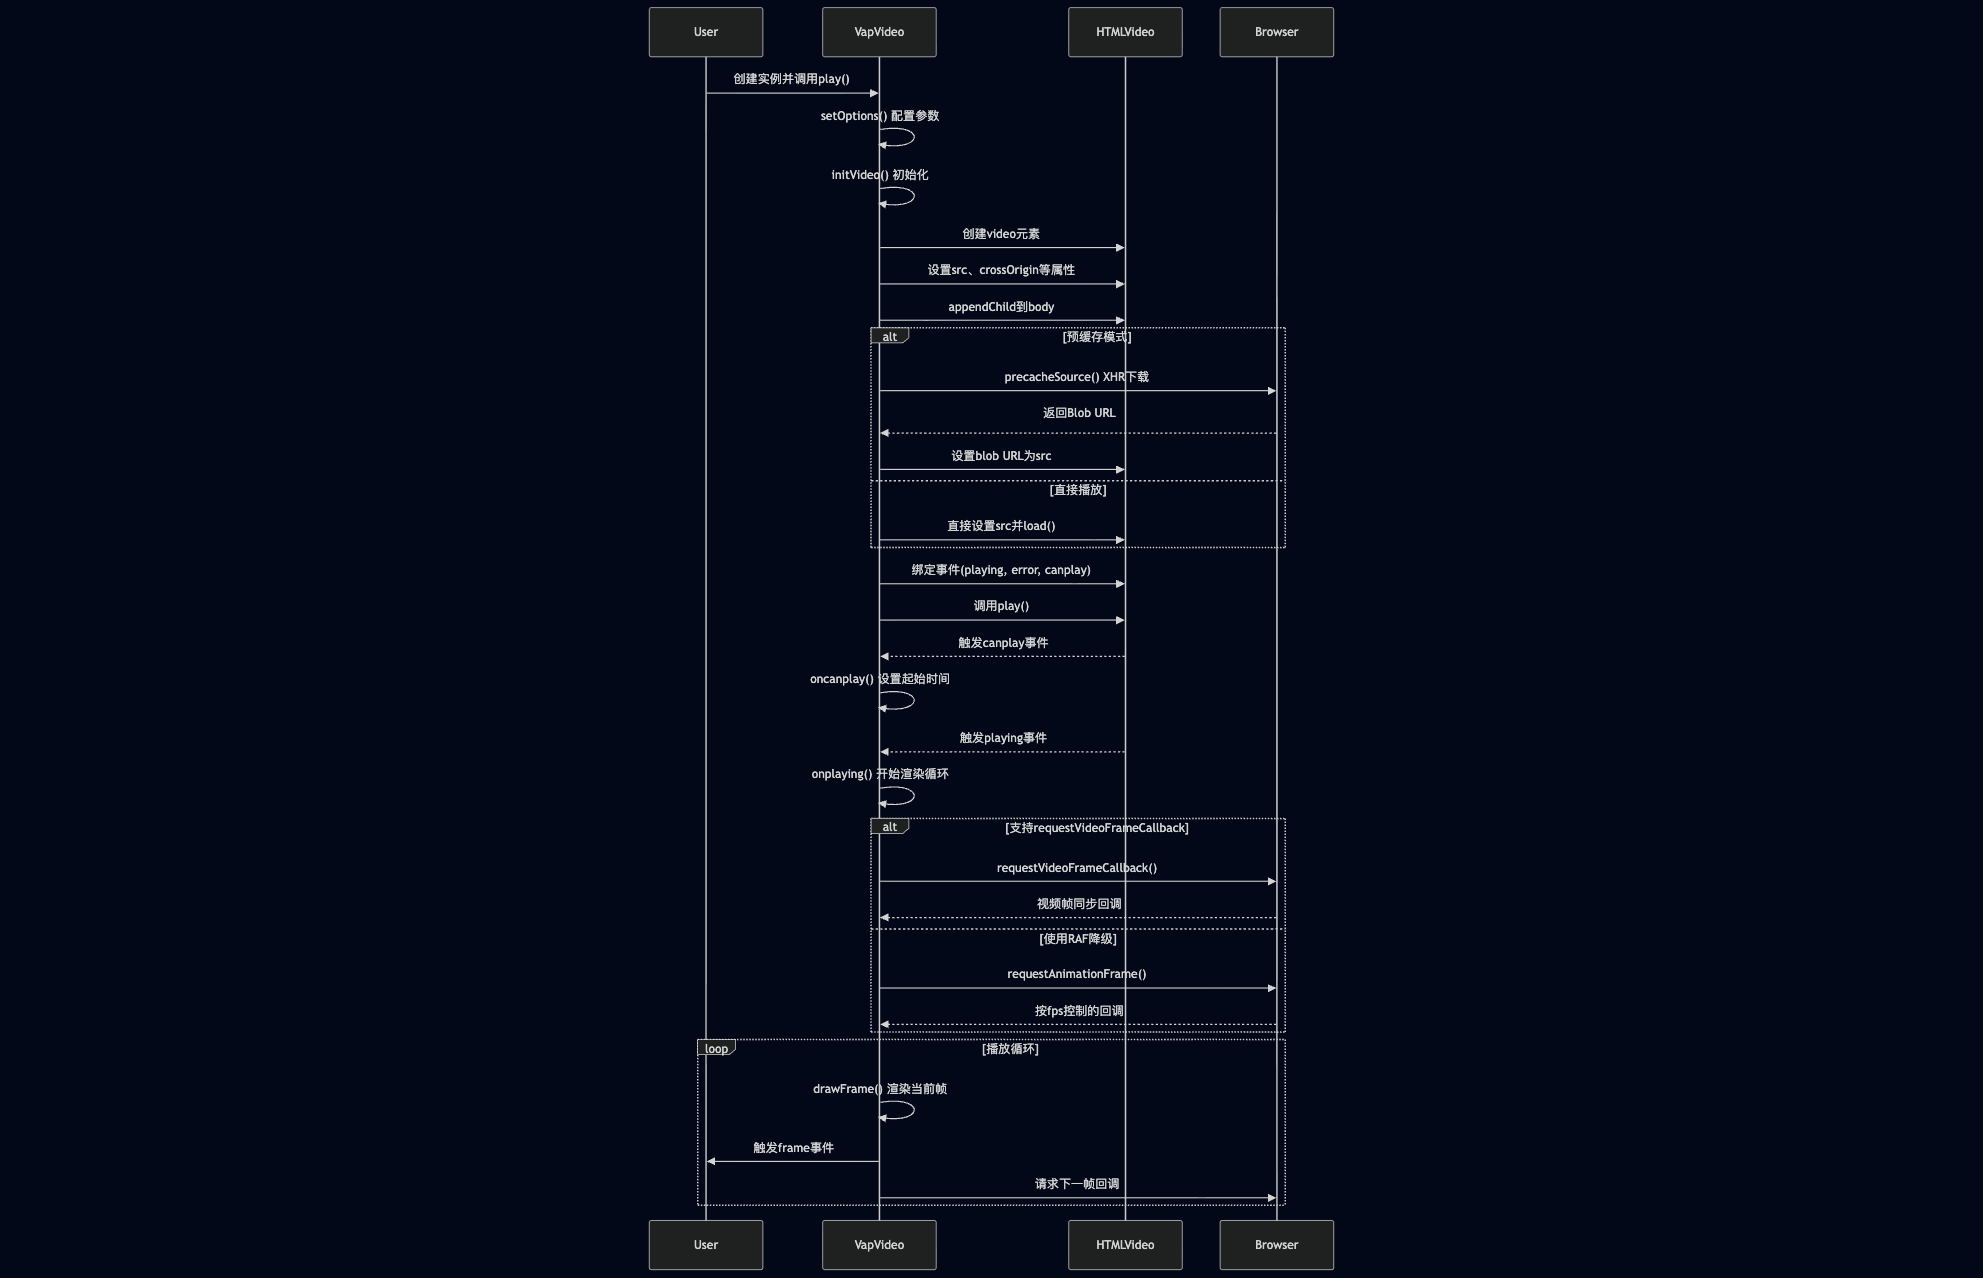 User
VapVideo
HTMLVideo
Browser
创建实例并调用play()
setOptions() 配置参数
initVideo() 初始化
创建video元素
设置src、crossOrigin等属性
appendChild到body
alt
[预缓存模式]
precacheSource() XHR下载
返回Blob URL
设置blob URL为src
[直接播放]
直接设置src并load()
绑定事件(playing, error, canplay)
调用play()
触发canplay事件
oncanplay() 设置起始时间
触发playing事件
onplaying() 开始渲染循环
alt
[支持requestVideoFrameCallback]
requestVideoFrameCallback()
视频帧同步回调
[使用RAF降级]
requestAnimationFrame()
按fps控制的回调
loop
[播放循环]
drawFrame() 渲染当前帧
触发frame事件
请求下一帧回调
User
VapVideo
HTMLVideo
Browser